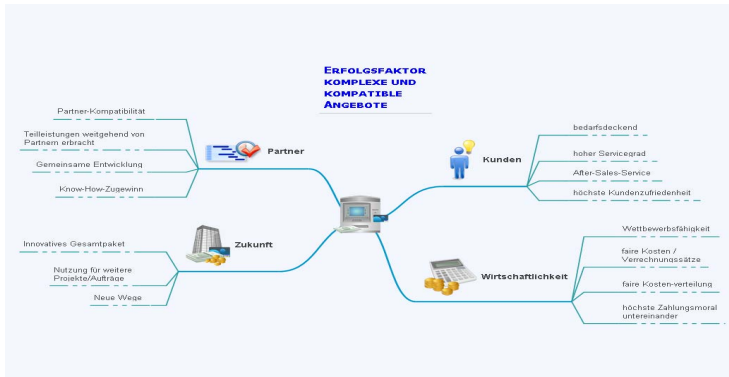 ERFOLGSFAKTOR
KOMPLEXE UND
KOMPATIBLE
ANGEBOTE
Partner
Partner-Kompatibilität
Teilleistungen weitgehend von
Partnern erbracht
Gemeinsame Entwicklung
Know-How-Zugewinn
Zukunft
Innovatives Gesamtpaket
Nutzung für weitere
Projekte/Aufträge
Neue Wege
Kunden
bedarfsdeckend
hoher Servicegrad
After-Sales-Service
höchste Kundenzufriedenheit
Wirtschaftlichkeit
Wettbewerbsfähigkeit
faire Kosten /
Verrechnungssätze
faire Kosten-verteilung
höchste Zahlungsmoral
untereinander